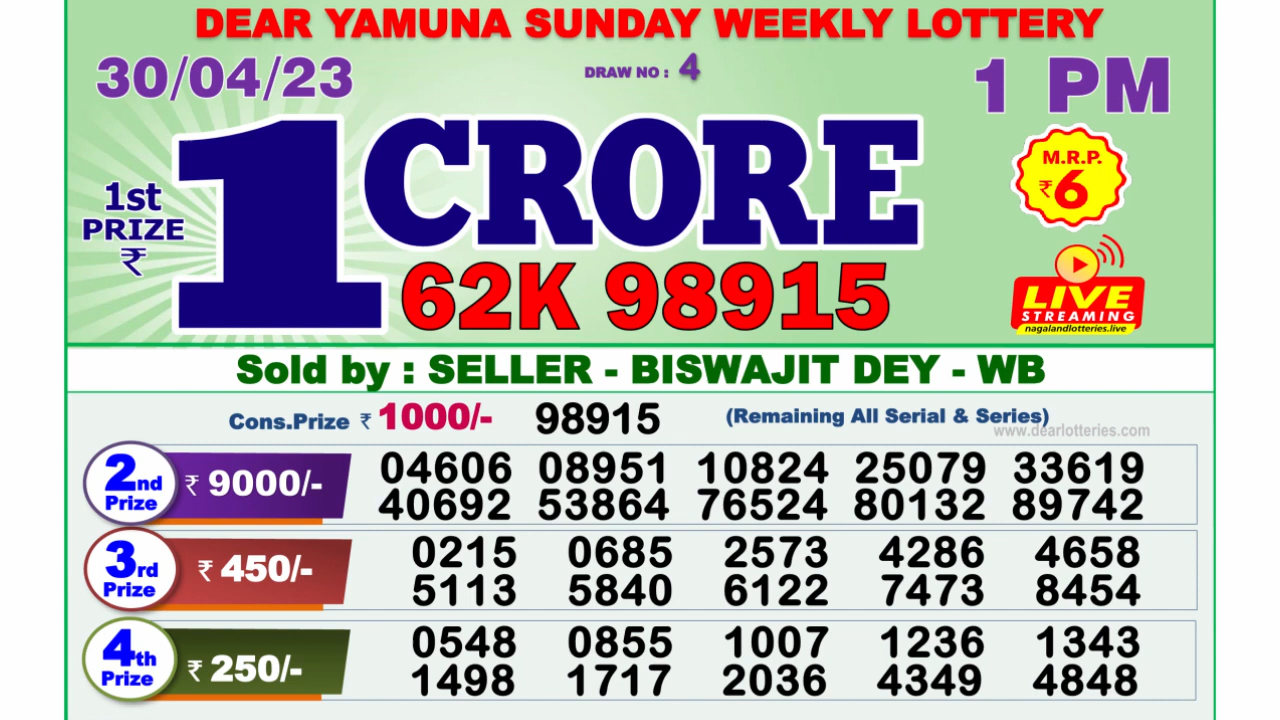 DEAR YAMUNA SUNDAY WEEKLY LOTTERY
30/04/23
DRAW NO : 4
1 PM
1st
PRIZE
₹
1 CRORE
62K 98915
M.R.P.
₹6
LIVE
STREAMING
nagalandlotteries.live
Sold by : SELLER - BISWAJIT DEY - WB
Cons.Prize ₹ 1000/- 98915 (Remaining All Serial & Series)
www.dearlotteries.com
2nd Prize ₹ 9000/-
04606 08951 10824 25079 33619
40692 53864 76524 80132 89742
3rd Prize ₹ 450/-
0215 0685 2573 4286 4658
5113 5840 6122 7473 8454
4th Prize ₹ 250/-
0548 0855 1007 1236 1343
1498 1717 2036 4349 4848